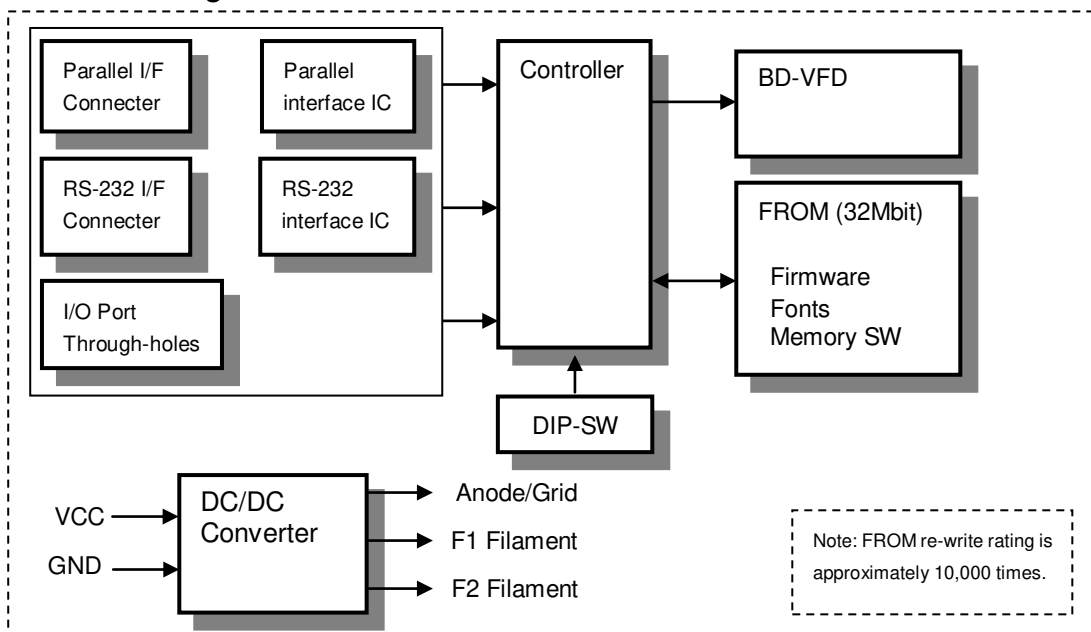 Parallel I/F
Connecter
Parallel
interface IC
RS-232 I/F
Connecter
RS-232
interface IC
I/O Port
Through-holes
Controller
BD-VFD
FROM (32Mbit)
Firmware
Fonts
Memory SW
DIP-SW
VCC
GND
DC/DC
Converter
Anode/Grid
F1 Filament
F2 Filament
Note: FROM re-write rating is
approximately 10,000 times.